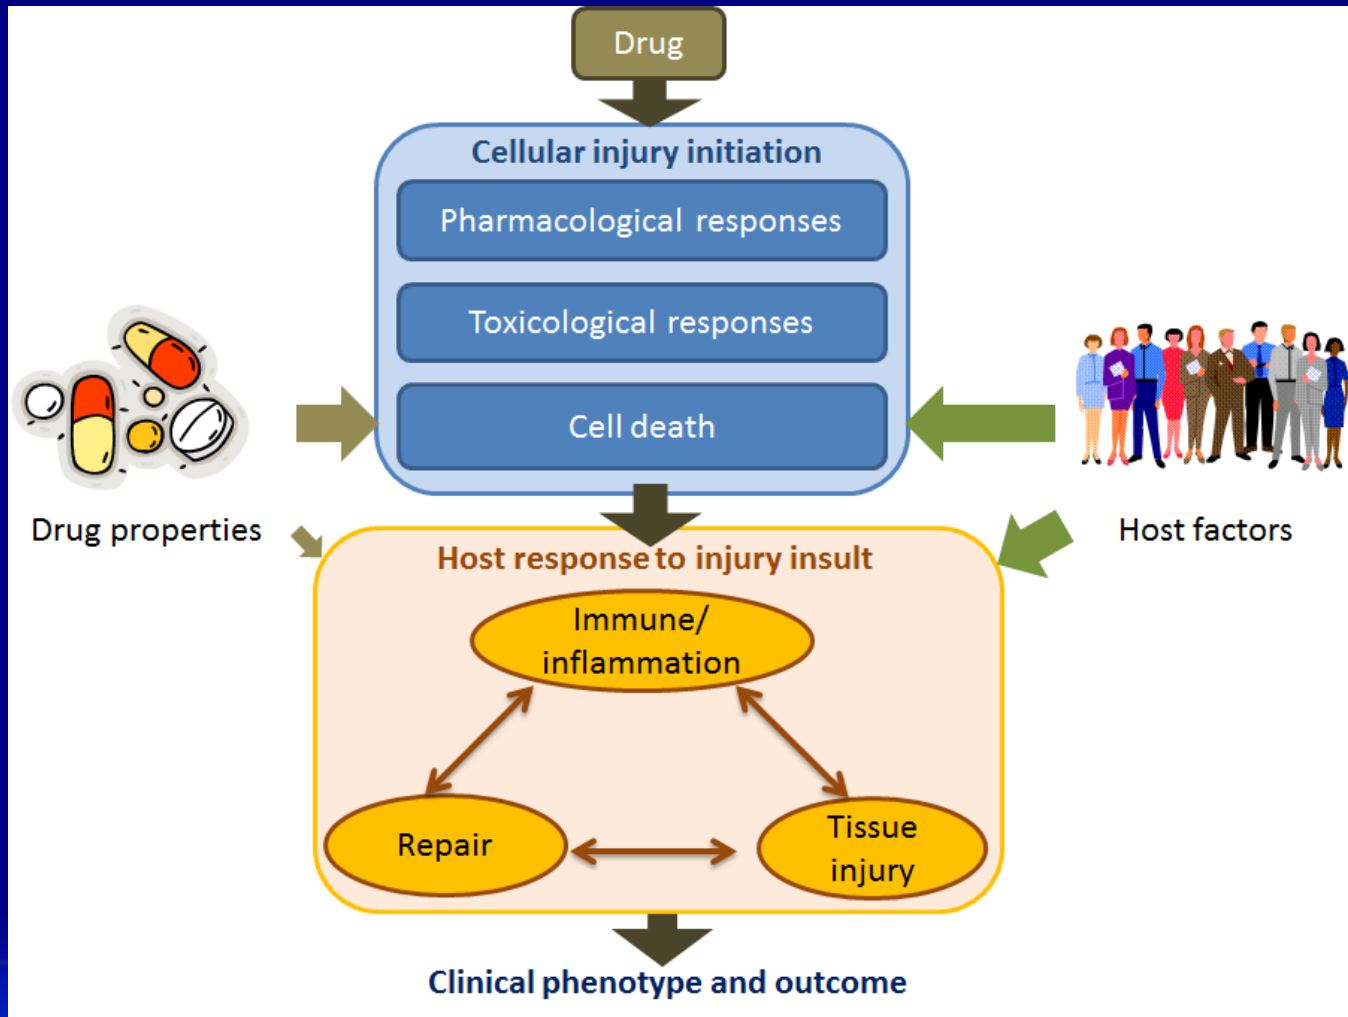 Drug
Cellular injury initiation
Pharmacological responses
Toxicological responses
Cell death
Drug properties
Host factors
Host response to injury insult
Immune/
inflammation
Repair
Tissue
injury
Clinical phenotype and outcome